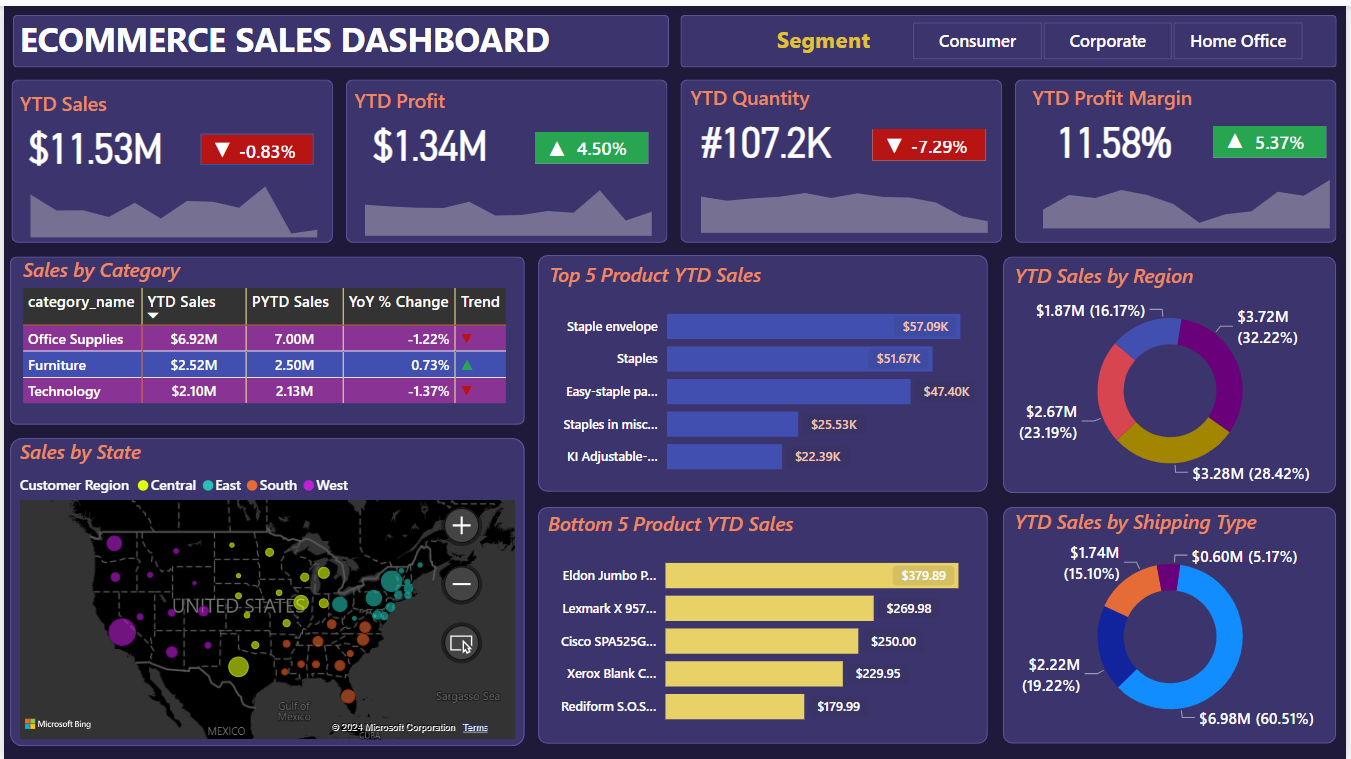 ECOMMERCE SALES DASHBOARD
Segment
Consumer
Corporate
Home Office
YTD Sales
$11.53M
▼ -0.83%
YTD Profit
$1.34M
▲ 4.50%
YTD Quantity
#107.2K
▼ -7.29%
YTD Profit Margin
11.58%
▲ 5.37%
Sales by Category
category_name YTD Sales PYTD Sales YoY % Change Trend
Office Supplies $6.92M 7.00M -1.22% ▼
Furniture $2.52M 2.50M 0.73% ▲
Technology $2.10M 2.13M -1.37% ▼
Top 5 Product YTD Sales
Staple envelope $57.09K
Staples $51.67K
Easy-staple pa... $47.40K
Staples in misc... $25.53K
KI Adjustable-... $22.39K
YTD Sales by Region
$1.87M (16.17%)
$3.72M
(32.22%)
$2.67M
(23.19%)
$3.28M (28.42%)
Sales by State
Customer Region Central East South West
UNITED STATES
Sargasso Sea
Gulf of
Mexico
MEXICO
CUBA
Microsoft Bing
© 2024 Microsoft Corporation Terms
Bottom 5 Product YTD Sales
Eldon Jumbo P... $379.89
Lexmark X 957... $269.98
Cisco SPA525G... $250.00
Xerox Blank C... $229.95
Rediform S.O.S... $179.99
YTD Sales by Shipping Type
$1.74M
(15.10%)
$0.60M (5.17%)
$2.22M
(19.22%)
$6.98M (60.51%)